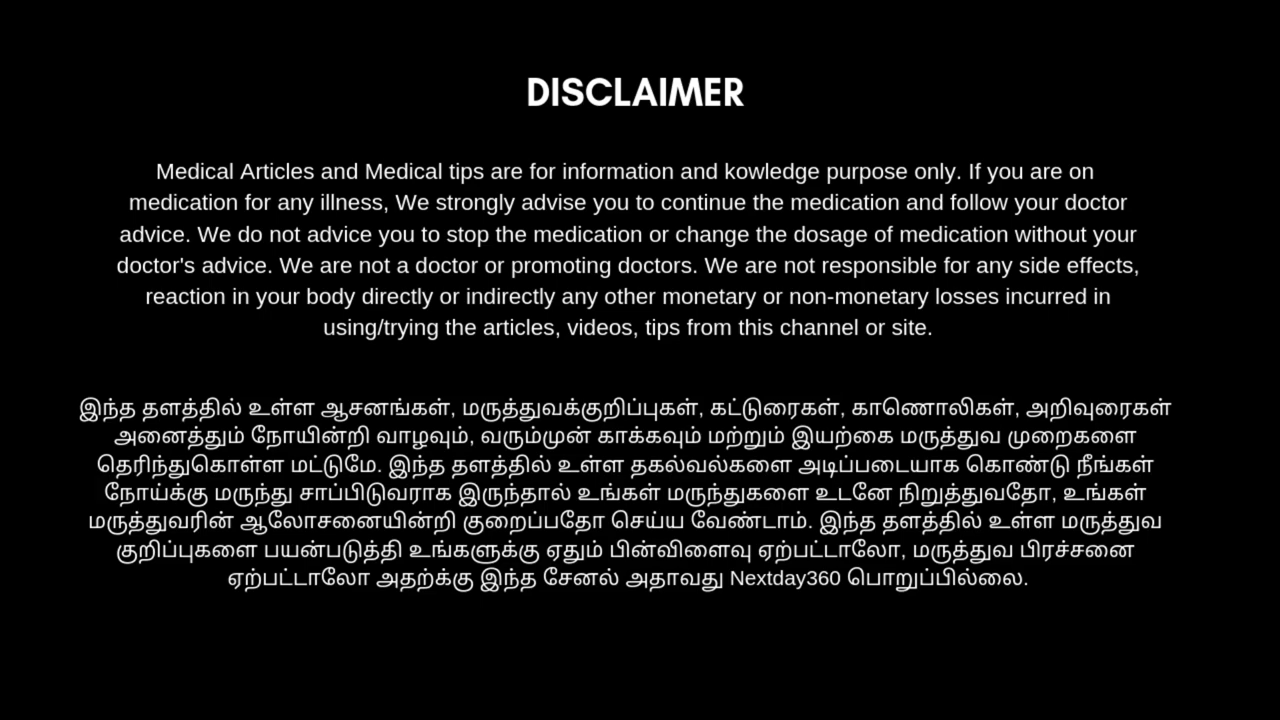 DISCLAIMER
Medical Articles and Medical tips are for information and kowledge purpose only. If you are on
medication for any illness, We strongly advise you to continue the medication and follow your doctor
advice. We do not advice you to stop the medication or change the dosage of medication without your
doctor's advice. We are not a doctor or promoting doctors. We are not responsible for any side effects,
reaction in your body directly or indirectly any other monetary or non-monetary losses incurred in
using/trying the articles, videos, tips from this channel or site.
இந்த தளத்தில் உள்ள ஆசனங்கள், மருத்துவக்குறிப்புகள், கட்டுரைகள், காணொலிகள், அறிவுரைகள்
அனைத்தும் நோயின்றி வாழவும், வரும்முன் காக்கவும் மற்றும் இயற்கை மருத்துவ முறைகளை
தெரிந்துகொள்ள மட்டுமே. இந்த தளத்தில் உள்ள தகல்வல்களை அடிப்படையாக கொண்டு நீங்கள்
நோய்க்கு மருந்து சாப்பிடுவராக இருந்தால் உங்கள் மருந்துகளை உடனே நிறுத்துவதோ, உங்கள்
மருத்துவரின் ஆலோசனையின்றி குறைப்பதோ செய்ய வேண்டாம். இந்த தளத்தில் உள்ள மருத்துவ
குறிப்புகளை பயன்படுத்தி உங்களுக்கு ஏதும் பின்விளைவு ஏற்பட்டாலோ, மருத்துவ பிரச்சனை
ஏற்பட்டாலோ அதற்க்கு இந்த சேனல் அதாவது Nextday360 பொறுப்பில்லை.